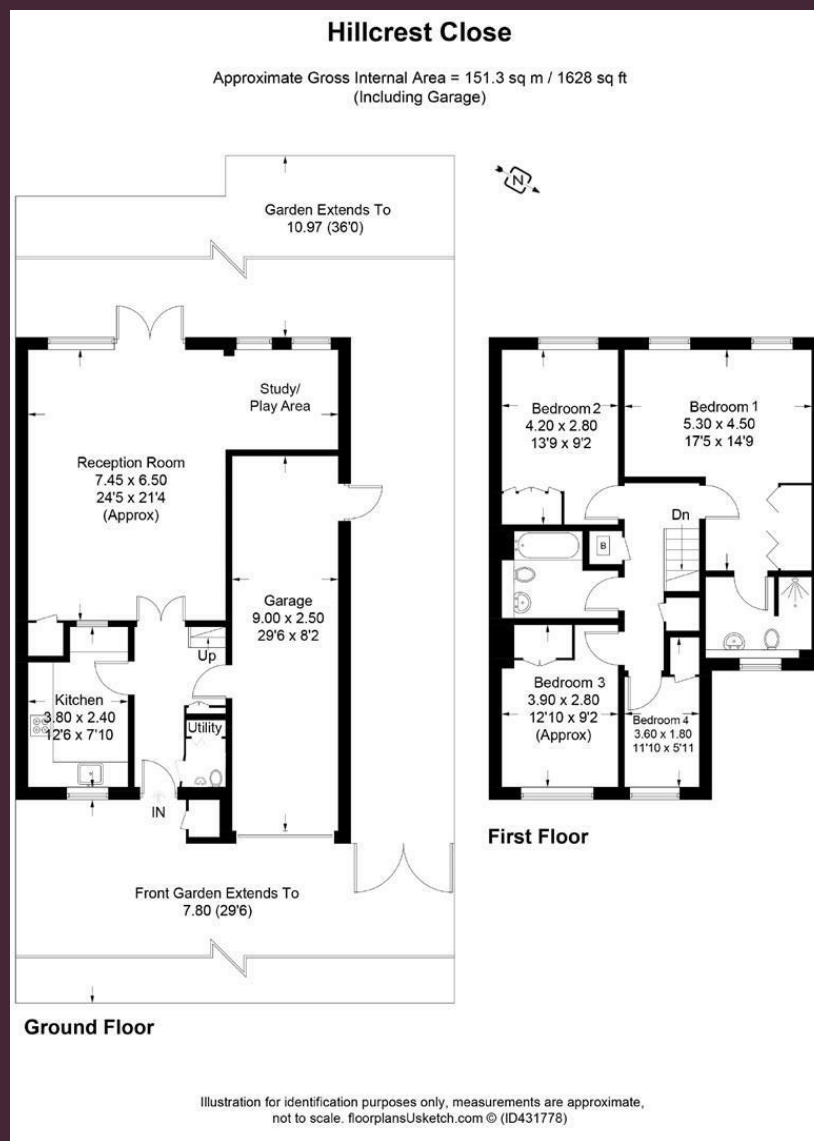 Hillcrest Close
Approximate Gross Internal Area = 151.3 sq m / 1628 sq ft
(Including Garage)
N
Garden Extends To
10.97 (36'0)
Study/
Play Area
Reception Room
7.45 x 6.50
24'5 x 21'4
(Approx)
Garage
9.00 x 2.50
29'6 x 8'2
Up
Kitchen
3.80 x 2.40
12'6 x 7'10
Utility
IN
Front Garden Extends To
7.80 (29'6)
Ground Floor
Bedroom 2
4.20 x 2.80
13'9 x 9'2
Bedroom 1
5.30 x 4.50
17'5 x 14'9
Dn
B
Bedroom 3
3.90 x 2.80
12'10 x 9'2
(Approx)
Bedroom 4
3.60 x 1.80
11'10 x 5'11
First Floor
Illustration for identification purposes only, measurements are approximate,
not to scale. floorplansUsketch.com © (ID431778)